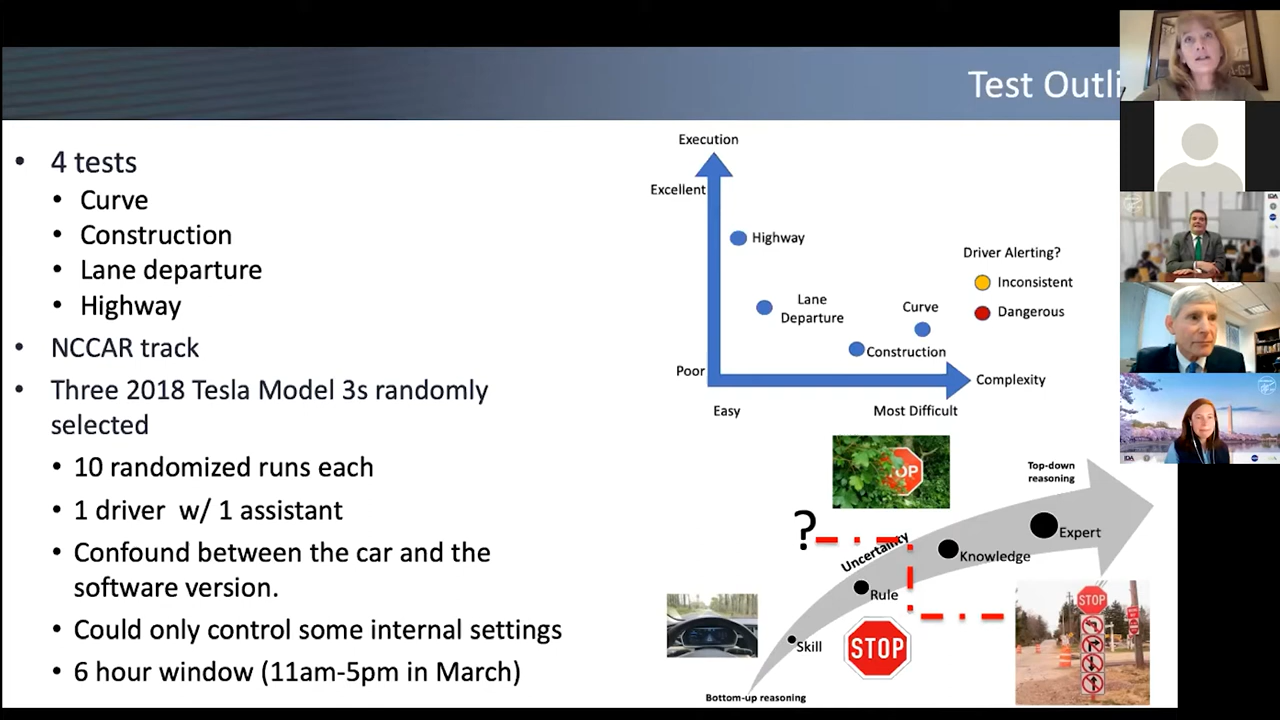 Test Outli
4 tests
Curve
Construction
Lane departure
Highway
NCCAR track
Three 2018 Tesla Model 3s randomly
selected
10 randomized runs each
1 driver w/ 1 assistant
Confound between the car and the
software version.
Could only control some internal settings
6 hour window (11am-5pm in March)
Execution
Excellent
Highway
Lane
Departure
Curve
Construction
Poor
Complexity
Easy
Most Difficult
Driver Alerting?
Inconsistent
Dangerous
STOP
Top-down
reasoning
?
Uncertainty
Expert
Knowledge
Rule
Skill
STOP
STOP
Bottom-up reasoning
IDA
IDA